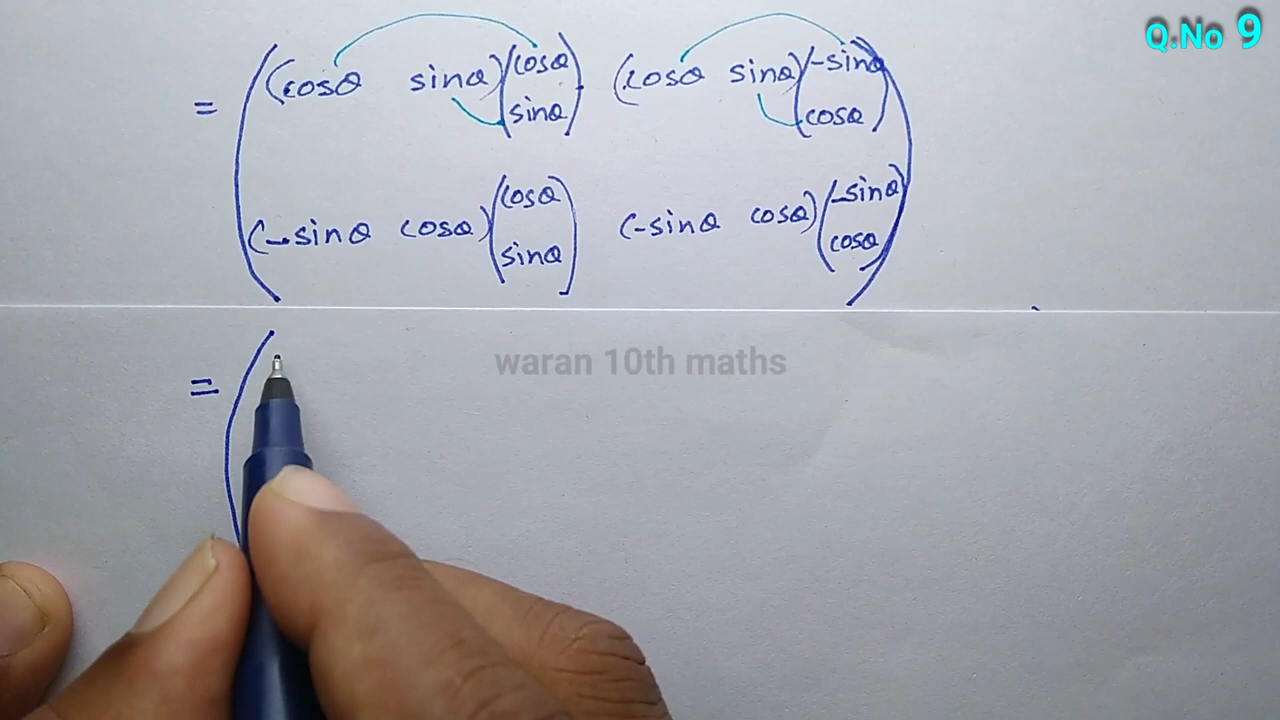 Q.No 9
= ((cosθ sinθ)(cosθ sinθ) (cosθ sinθ)(-sinθ cosθ)
(-sinθ cosθ)(cosθ sinθ) (-sinθ cosθ)(-sinθ cosθ))
waran 10th maths
= (